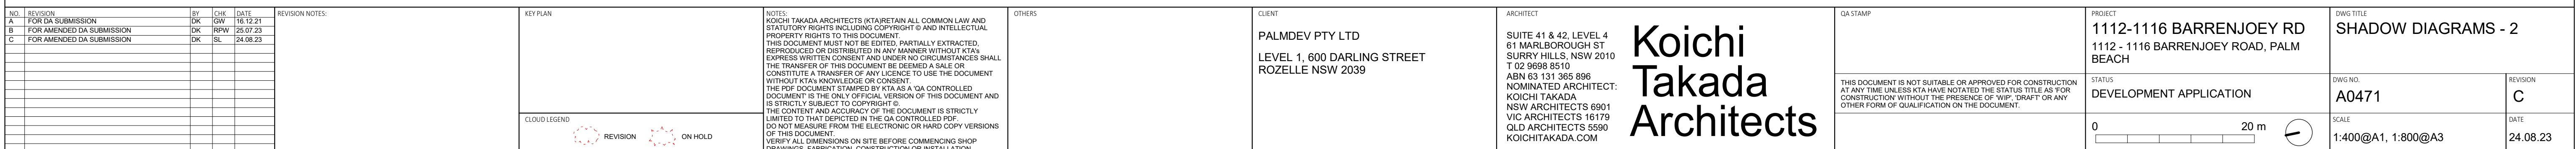 NO. REVISION BY CHK DATE
A FOR DA SUBMISSION DK GW 16.12.21
B FOR AMENDED DA SUBMISSION DK RPW 25.07.23
C FOR AMENDED DA SUBMISSION DK SL 24.08.23
REVISION NOTES:
KEY PLAN
CLOUD LEGEND
REVISION ON HOLD
NOTES:
KOICHI TAKADA ARCHITECTS (KTA)RETAIN ALL COMMON LAW AND
STATUTORY RIGHTS INCLUDING COPYRIGHT © AND INTELLECTUAL
PROPERTY RIGHTS TO THIS DOCUMENT.
THIS DOCUMENT MUST NOT BE EDITED, PARTIALLY EXTRACTED,
REPRODUCED OR DISTRIBUTED IN ANY MANNER WITHOUT KTA's
EXPRESS WRITTEN CONSENT AND UNDER NO CIRCUMSTANCES SHALL
THE TRANSFER OF THIS DOCUMENT BE DEEMED A SALE OR
CONSTITUTE A TRANSFER OF ANY LICENCE TO USE THE DOCUMENT
WITHOUT KTA's KNOWLEDGE OR CONSENT.
THE PDF DOCUMENT STAMPED BY KTA AS A 'QA CONTROLLED
DOCUMENT' IS THE ONLY OFFICIAL VERSION OF THIS DOCUMENT AND
IS STRICTLY SUBJECT TO COPYRIGHT ©.
THE CONTENT AND ACCURACY OF THE DOCUMENT IS STRICTLY
LIMITED TO THAT DEPICTED IN THE QA CONTROLLED PDF.
DO NOT MEASURE FROM THE ELECTRONIC OR HARD COPY VERSIONS
OF THIS DOCUMENT.
VERIFY ALL DIMENSIONS ON SITE BEFORE COMMENCING SHOP
DRAWINGS, FABRICATION, CONSTRUCTION OR INSTALLATION
OTHERS
CLIENT
PALMDEV PTY LTD
LEVEL 1, 600 DARLING STREET
ROZELLE NSW 2039
ARCHITECT
SUITE 41 & 42, LEVEL 4
61 MARLBOROUGH ST
SURRY HILLS, NSW 2010
T 02 9698 8510
ABN 63 131 365 896
NOMINATED ARCHITECT:
KOICHI TAKADA
NSW ARCHITECTS 6901
VIC ARCHITECTS 16179
QLD ARCHITECTS 5590
KOICHITAKADA.COM
Koichi
Takada
Architects
QA STAMP
THIS DOCUMENT IS NOT SUITABLE OR APPROVED FOR CONSTRUCTION
AT ANY TIME UNLESS KTA HAVE NOTATED THE STATUS TITLE AS 'FOR
CONSTRUCTION' WITHOUT THE PRESENCE OF 'WIP', 'DRAFT' OR ANY
OTHER FORM OF QUALIFICATION ON THE DOCUMENT.
PROJECT
1112-1116 BARRENJOEY RD
1112 - 1116 BARRENJOEY ROAD, PALM
BEACH
STATUS
DEVELOPMENT APPLICATION
0 20 m
DWG TITLE
SHADOW DIAGRAMS - 2
DWG NO.
A0471
REVISION
C
SCALE
1:400@A1, 1:800@A3
DATE
24.08.23